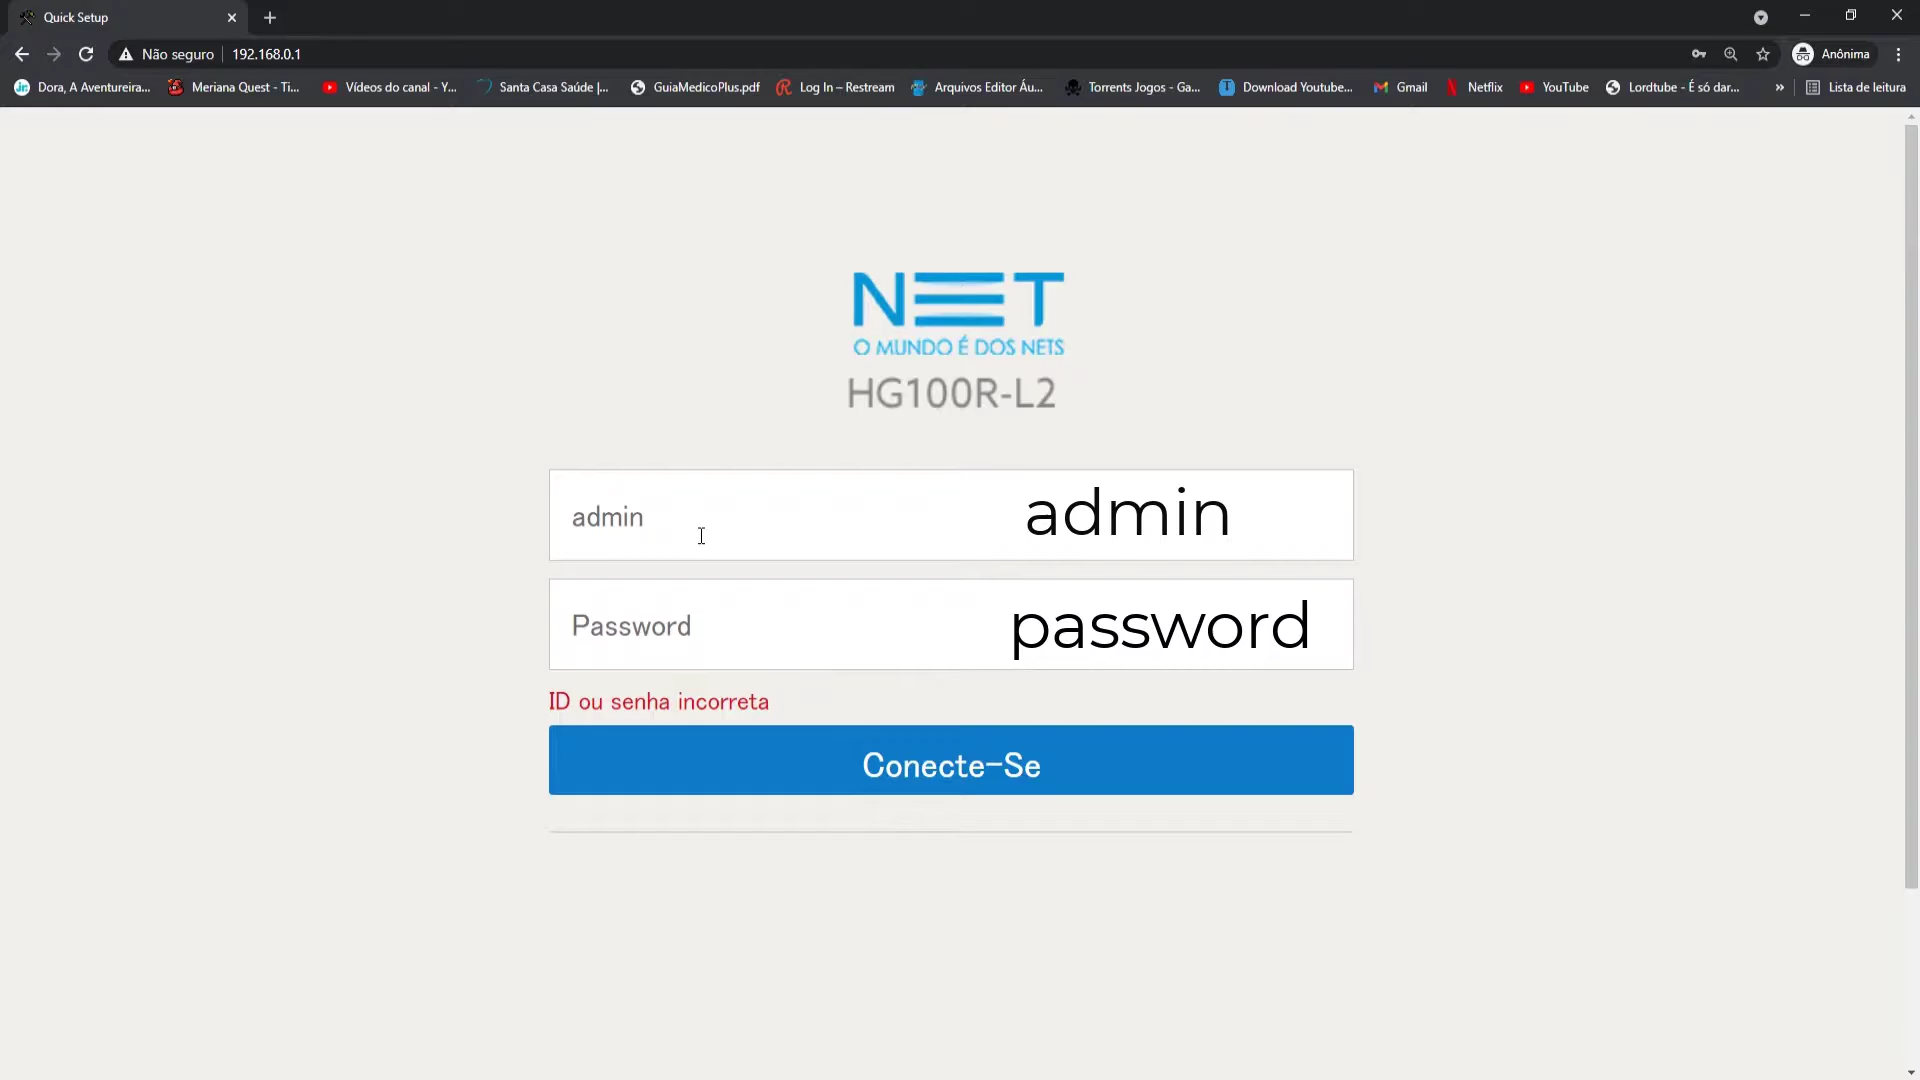 Quick Setup
Não seguro 192.168.0.1 Anônima
Dora, A Aventureira... Meriana Quest - Ti... Vídeos do canal - Y... Santa Casa Saúde |... GuiaMedicoPlus.pdf Log In – Restream Arquivos Editor Áu... Torrents Jogos - Ga... Download Youtube... Gmail Netflix YouTube Lordtube - É só dar... » Lista de leitura
NET
O MUNDO É DOS NETS
HG100R-L2
admin admin
Password password
ID ou senha incorreta
Conecte-Se